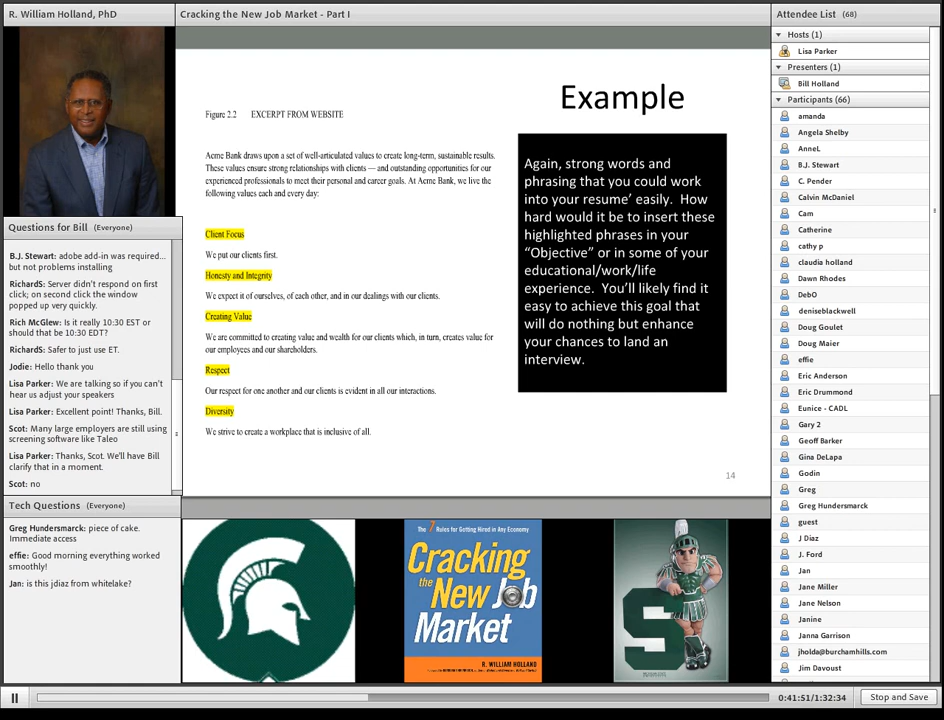 R. William Holland, PhD
Cracking the New Job Market - Part I
Attendee List (68)
Questions for Bill (Everyone)
B.J. Stewart: adobe add-in was required...
but not problems installing
RichardS: Server didn't respond on first
click; on second click the window
popped up very quickly.
Rich McGlew: Is it really 10:30 EST or
should that be 10:30 EDT?
RichardS: Safer to just use ET.
Jodie: Hello thank you
Lisa Parker: We are talking so if you can't
hear us adjust your speakers
Lisa Parker: Excellent point! Thanks, Bill.
Scot: Many large employers are still using
screening software like Taleo
Lisa Parker: Thanks, Scot. We'll have Bill
clarify that in a moment.
Scot: no
Tech Questions (Everyone)
Greg Hundersmarck: piece of cake.
Immediate access
effie: Good morning everything worked
smoothly!
Jan: is this jdiaz from whitelake?
Figure 2.2 EXCERPT FROM WEBSITE
Acme Bank draws upon a set of well-articulated values to create long-term, sustainable results.
These values ensure strong relationships with clients — and outstanding opportunities for our
experienced professionals to meet their personal and career goals. At Acme Bank, we live the
following values each and every day:
Client Focus
We put our clients first.
Honesty and Integrity
We expect it of ourselves, of each other, and in our dealings with our clients.
Creating Value
We are committed to creating value and wealth for our clients which, in turn, creates value for
our employees and our shareholders.
Respect
Our respect for one another and our clients is evident in all our interactions.
Diversity
We strive to create a workplace that is inclusive of all.
Example
Again, strong words and
phrasing that you could work
into your resume' easily. How
hard would it be to insert these
highlighted phrases in your
“Objective” or in some of your
educational/work/life
experience. You'll likely find it
easy to achieve this goal that
will do nothing but enhance
your chances to land an
interview.
14
The 7 Rules for Getting Hired in Any Economy
Cracking
the New Job
Market
R. WILLIAM HOLLAND
S
Hosts (1)
Lisa Parker
Presenters (1)
Bill Holland
Participants (66)
amanda
Angela Shelby
AnneL
B.J. Stewart
C. Pender
Calvin McDaniel
Cam
Catherine
cathy p
claudia holland
Dawn Rhodes
DebO
deniseblackwell
Doug Goulet
Doug Maier
effie
Eric Anderson
Eric Drummond
Eunice - CADL
Gary 2
Geoff Barker
Gina DeLapa
Godin
Greg
Greg Hundersmarck
guest
J Diaz
J. Ford
Jan
Jane Miller
Jane Nelson
Janine
Janna Garrison
jholda@burchamhills.com
Jim Davoust
0:41:51/1:32:34
Stop and Save